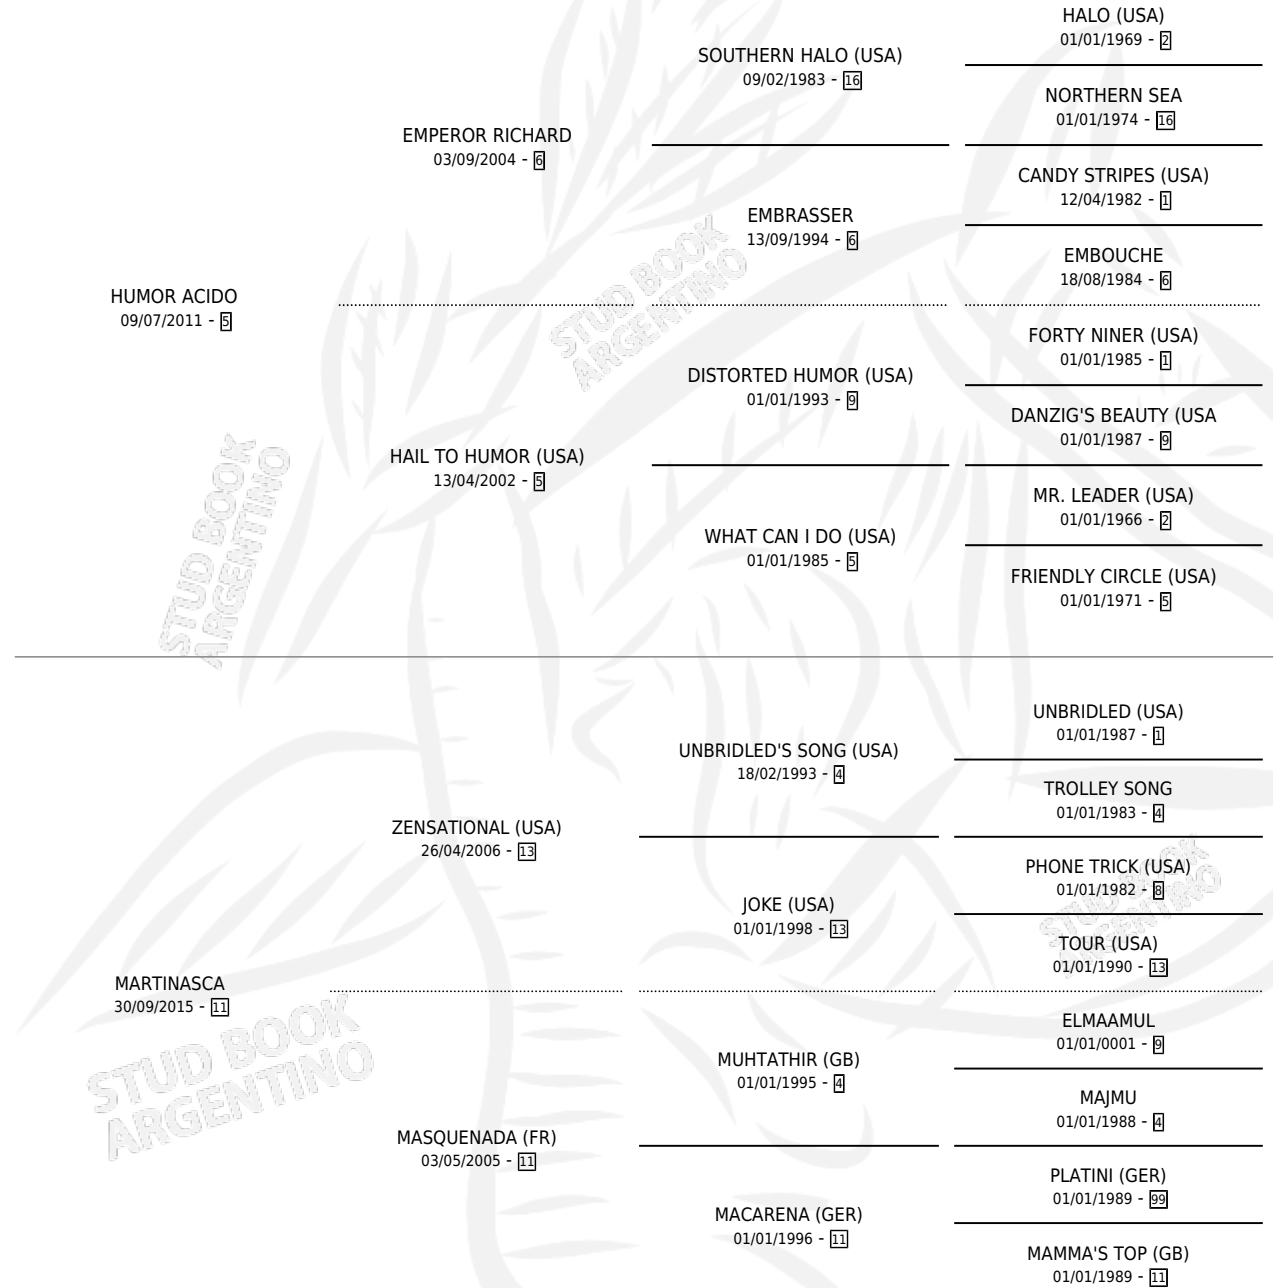 HALO (USA)
01/01/1969 - 2
SOUTHERN HALO (USA)
09/02/1983 - 16
NORTHERN SEA
01/01/1974 - 16
EMPEROR RICHARD
03/09/2004 - 6
CANDY STRIPES (USA)
12/04/1982 - 1
EMBRASSER
13/09/1994 - 6
EMBOUCHE
18/08/1984 - 6
HUMOR ACIDO
09/07/2011 - 5
FORTY NINER (USA)
01/01/1985 - 1
DISTORTED HUMOR (USA)
01/01/1993 - 9
DANZIG'S BEAUTY (USA
01/01/1987 - 9
HAIL TO HUMOR (USA)
13/04/2002 - 5
MR. LEADER (USA)
01/01/1966 - 2
WHAT CAN I DO (USA)
01/01/1985 - 5
FRIENDLY CIRCLE (USA)
01/01/1971 - 5
STUD BOOK
ARGENTINO
STUD BOOK
ARGENTINO
UNBRIDLED (USA)
01/01/1987 - 1
UNBRIDLED'S SONG (USA)
18/02/1993 - 4
TROLLEY SONG
01/01/1983 - 4
ZENSATIONAL (USA)
26/04/2006 - 13
PHONE TRICK (USA)
01/01/1982 - 8
JOKE (USA)
01/01/1998 - 13
TOUR (USA)
01/01/1990 - 13
MARTINASCA
30/09/2015 - 11
ELMAAMUL
01/01/0001 - 9
MUHTATHIR (GB)
01/01/1995 - 4
MAJMU
01/01/1988 - 4
MASQUENADA (FR)
03/05/2005 - 11
PLATINI (GER)
01/01/1989 - 99
MACARENA (GER)
01/01/1996 - 11
MAMMA'S TOP (GB)
01/01/1989 - 11
STUD BOOK
ARGENTINO
STUD BOOK
ARGENTINO